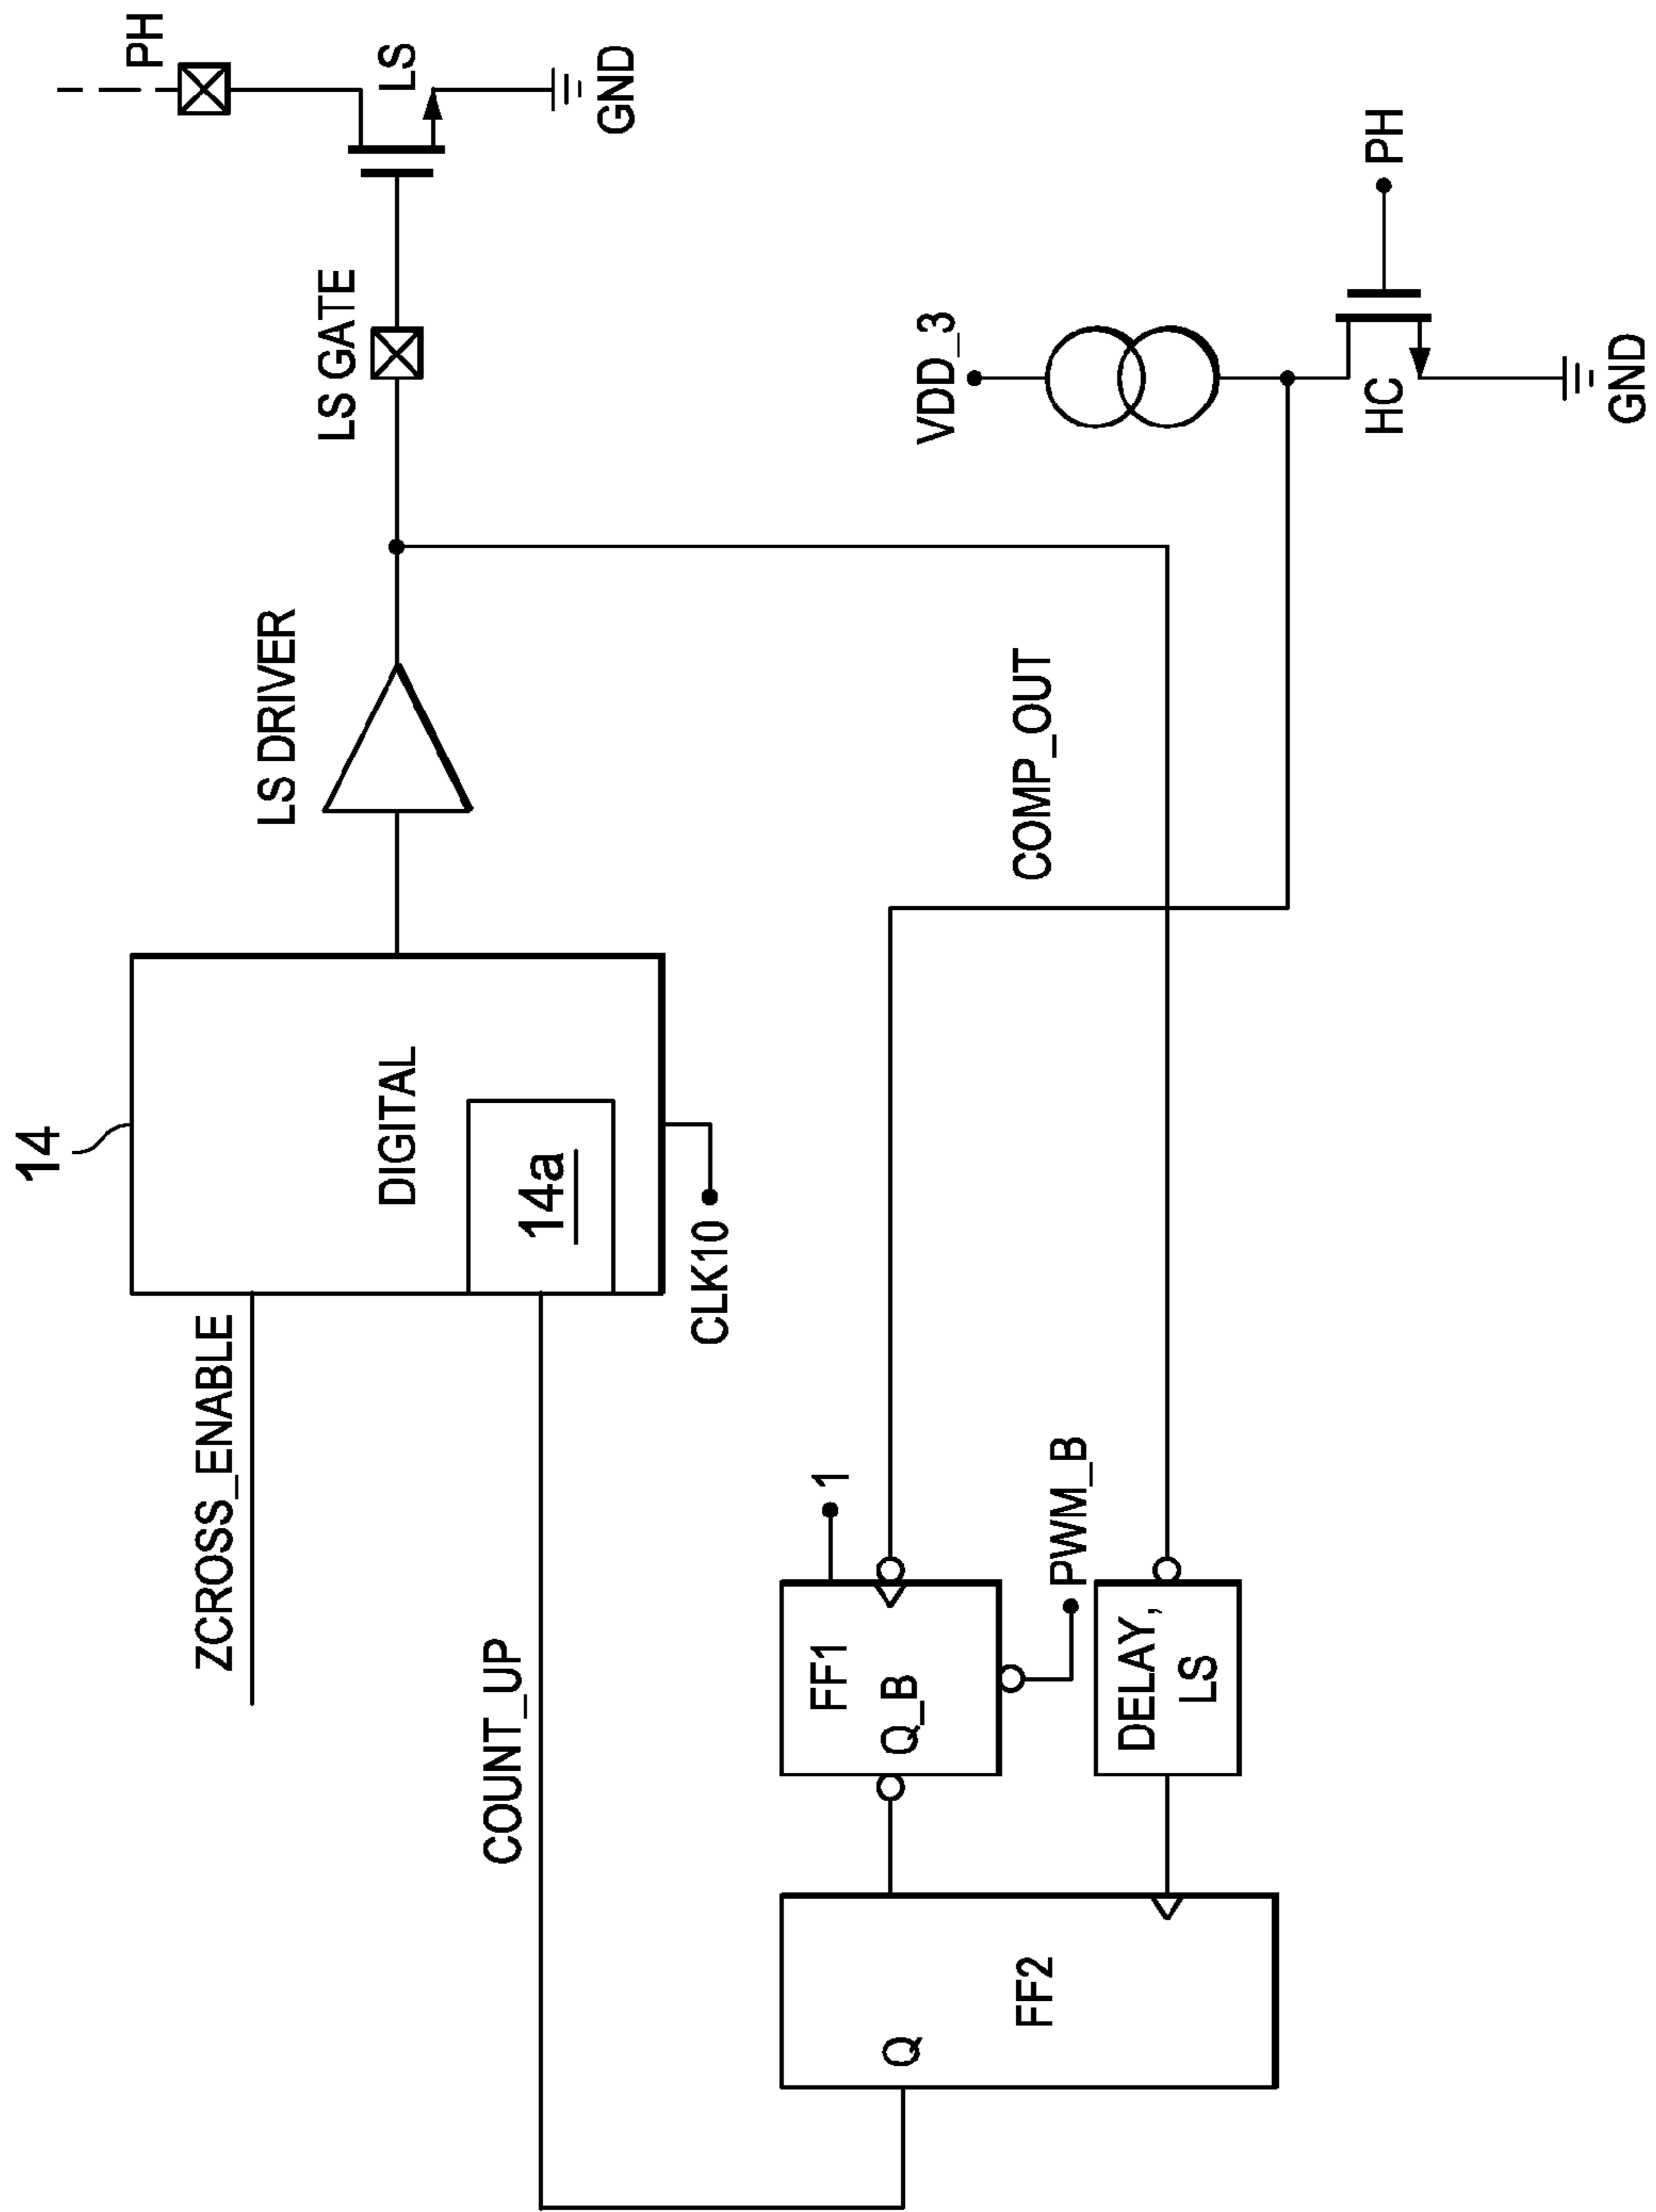 14
ZCROSS_ENABLE
DIGITAL
14a
CLK10
LS DRIVER
LS GATE
PH
LS
GND
COUNT_UP
Q
FF2
FF1
Q_B
1
PWM_B
DELAY,
LS
COMP_OUT
VDD_3
HC
PH
GND